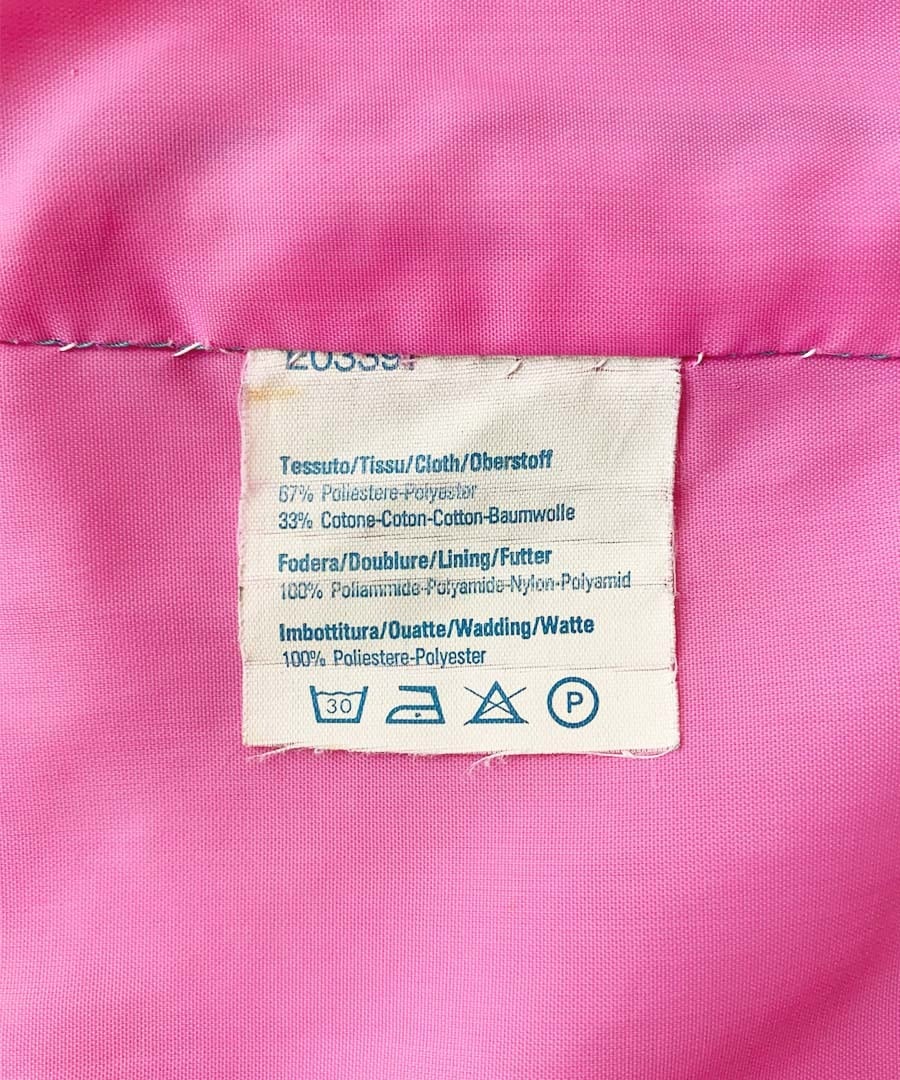 120339
Tessuto/Tissu/Cloth/Oberstoff
67% Poliestere-Polyester
33% Cotone-Coton-Cotton-Baumwolle
Fodera/Doublure/Lining/Futter
100% Poliammide-Polyamide-Nylon-Polyamid
Imbottitura/Ouatte/Wadding/Watte
100% Poliestere-Polyester
30 P